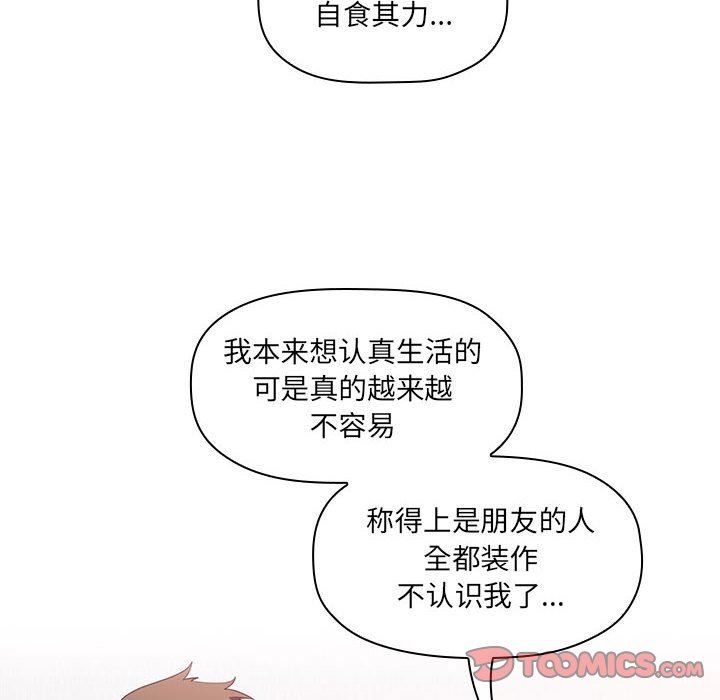 自食其力...
我本来想认真生活的
可是真的越来越
不容易
称得上是朋友的人
全都装作
不认识我了...
TOOMICS.COM